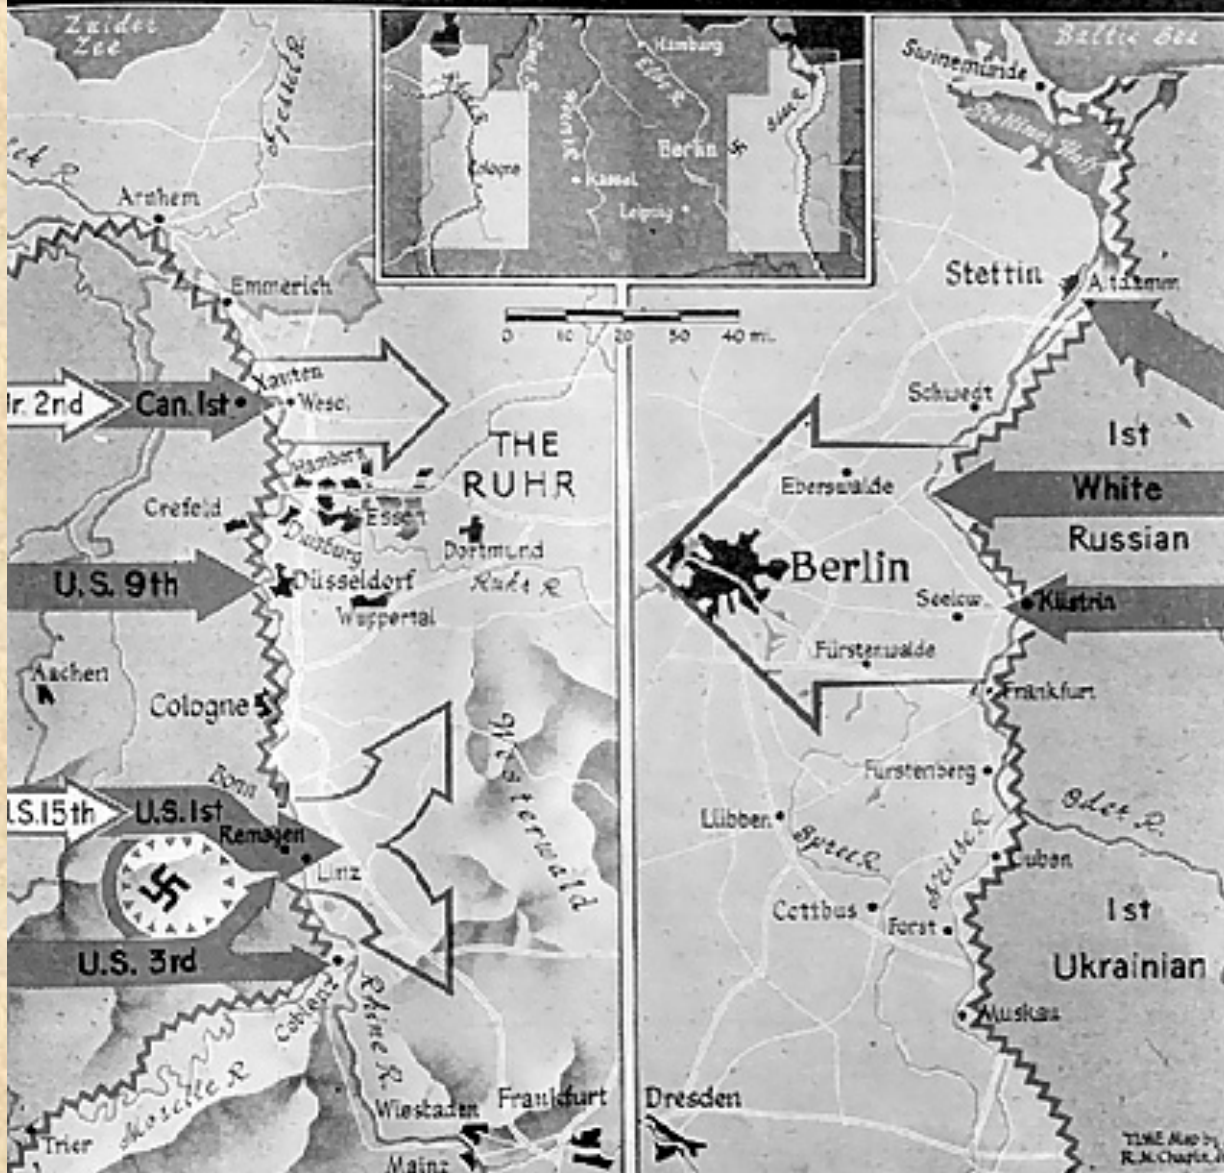 Zuider
Zee
Arnhem
Emmerich
Xanten
Wesel
2nd
Can. 1st
THE
RUHR
Hamborn
Crefeld
Essen
Duisburg
Dortmund
Ruhr R.
U.S. 9th
Düsseldorf
Wuppertal
Aachen
Cologne
Westerwald
Bonn
.S.15th
U.S. 1st
Remagen
Linz
U.S. 3rd
Coblenz
Rhine R.
Moselle R
Trier
Wiesbaden
Mainz
Frankfurt
Hamburg
Elbe R.
Cologne
Kassel
Leipzig
Berlin
Oder R.
0 10 20 30 40 mi.
Baltic Sea
Swinemünde
Stettiner Haff
Stettin
Altdamm
Schwedt
Eberswalde
1st
White
Russian
Berlin
Seelow
Küstrin
Fürstenwalde
Frankfurt
Fürstenberg
Oder R.
Lübben
Spree R.
Guben
Cottbus
Forst
1st
Ukrainian
Muskau
Dresden
TIME Map by
R. M. Chapin,